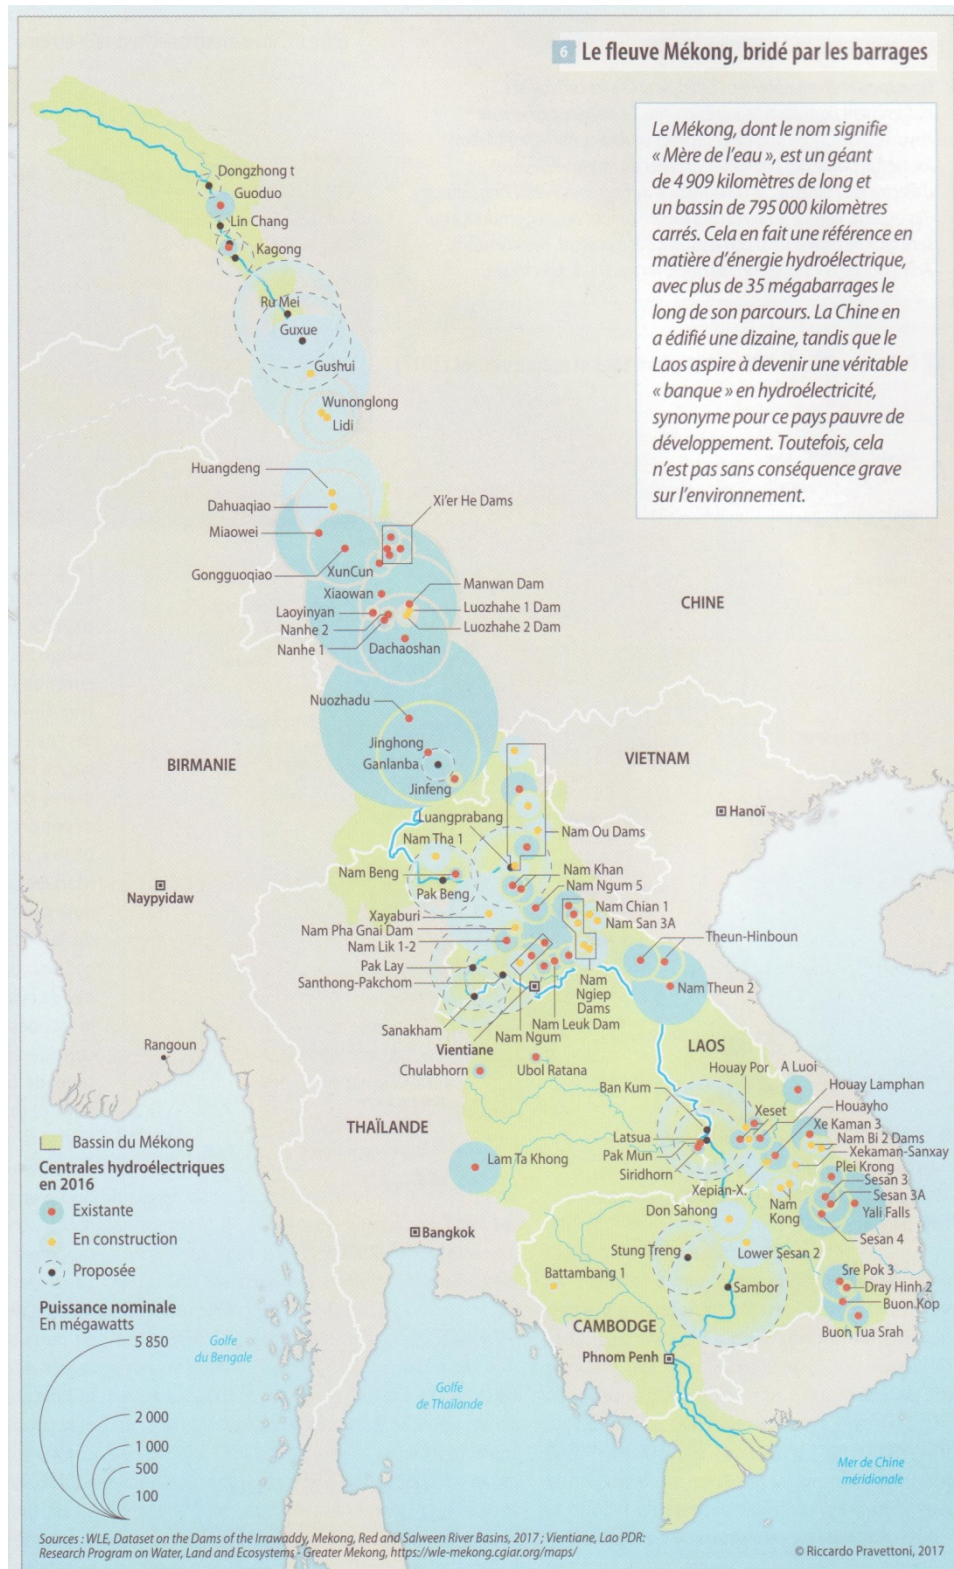 6 Le fleuve Mékong, bridé par les barrages
Le Mékong, dont le nom signifie
« Mère de l'eau », est un géant
de 4 909 kilomètres de long et
un bassin de 795 000 kilomètres
carrés. Cela en fait une référence en
matière d'énergie hydroélectrique,
avec plus de 35 mégabarrages le
long de son parcours. La Chine en
a édifié une dizaine, tandis que le
Laos aspire à devenir une véritable
« banque » en hydroélectricité,
synonyme pour ce pays pauvre de
développement. Toutefois, cela
n'est pas sans conséquence grave
sur l'environnement.
Dongzhong t
Guoduo
Lin Chang
Kagong
Ru Mei
Guxue
Gushui
Wunonglong
Lidi
Huangdeng
Dahuaqiao
Miaowei
Gongguoqiao
Xi'er He Dams
XunCun
Xiaowan
Manwan Dam
Laoyinyan
Luozhahe 1 Dam
Nanhe 2
Luozhahe 2 Dam
Nanhe 1
Dachaoshan
CHINE
Nuozhadu
Jinghong
Ganlanba
Jinfeng
BIRMANIE
VIETNAM
Hanoï
Luangprabang
Nam Tha 1
Nam Ou Dams
Nam Beng
Pak Beng
Nam Khan
Nam Ngum 5
Naypyidaw
Xayaburi
Nam Chian 1
Nam San 3A
Nam Pha Gnai Dam
Nam Lik 1-2
Theun-Hinboun
Pak Lay
Santhong-Pakchom
Nam Theun 2
Nam
Ngiep
Dams
Sanakham
Nam Leuk Dam
Nam Ngum
Vientiane
Rangoun
Chulabhorn
Ubol Ratana
LAOS
Houay Por
A Luoi
Ban Kum
Houay Lamphan
Xeset
Houayho
THAÏLANDE
Latsua
Xe Kaman 3
Pak Mun
Nam Bi 2 Dams
Siridhorn
Xekaman-Sanxay
Lam Ta Khong
Plei Krong
Xepian-X.
Sesan 3
Nam
Kong
Sesan 3A
Yali Falls
Don Sahong
Sesan 4
Bangkok
Stung Treng
Lower Sesan 2
Battambang 1
Sambor
Sre Pok 3
Dray Hinh 2
Buon Kop
Buon Tua Srah
CAMBODGE
Phnom Penh
Bassin du Mékong
Centrales hydroélectriques
en 2016
Existante
En construction
Proposée
Puissance nominale
En mégawatts
5 850
2 000
1 000
500
100
Golfe
du Bengale
Golfe
de Thaïlande
Mer de Chine
méridionale
Sources : WLE, Dataset on the Dams of the Irrawaddy, Mekong, Red and Salween River Basins, 2017 ; Vientiane, Lao PDR:
Research Program on Water, Land and Ecosystems - Greater Mekong, https://wle-mekong.cgiar.org/maps/
© Riccardo Pravettoni, 2017